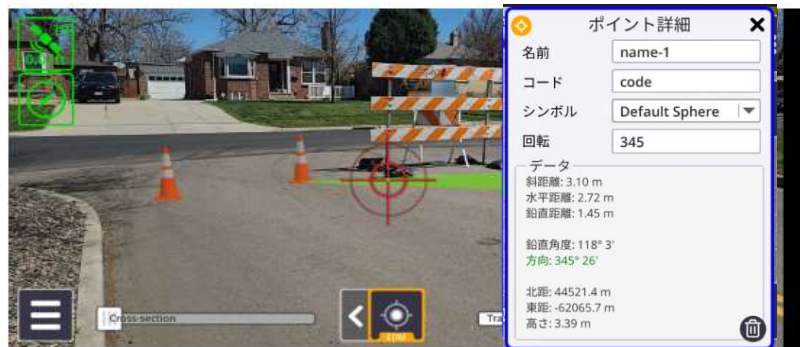 ポイント詳細
名前 name-1
コード code
シンボル Default Sphere
回転 345
データ
斜距離: 3.10 m
水平距離: 2.72 m
鉛直距離: 1.45 m
鉛直角度: 118° 3'
方向: 345° 26'
北距: 44521.4 m
東距: -62065.7 m
高さ: 3.39 m
Cross-section
EDM
Tra